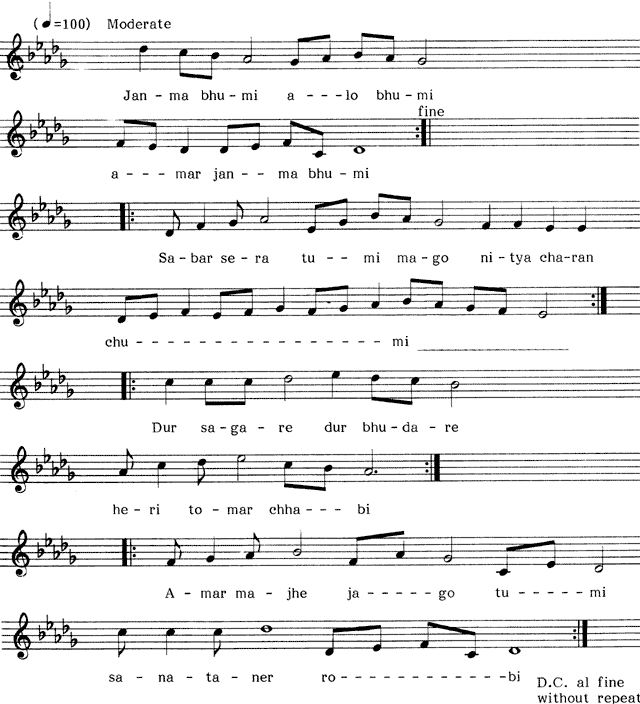 ( ♩=100) Moderate
Jan-ma bhu-mi a----lo bhu-mi
fine
a----mar jan--ma bhu-mi
Sa-bar se-ra tu--mi ma-go ni-tya cha-ran
chu----------------mi ___________
Dur sa-ga-re dur bhu-da-re
he-ri to-mar chha---bi
A-mar ma-jhe ja-----go tu-----mi
sa-na-ta-ner ro-----------bi
D.C. al fine
without repeat